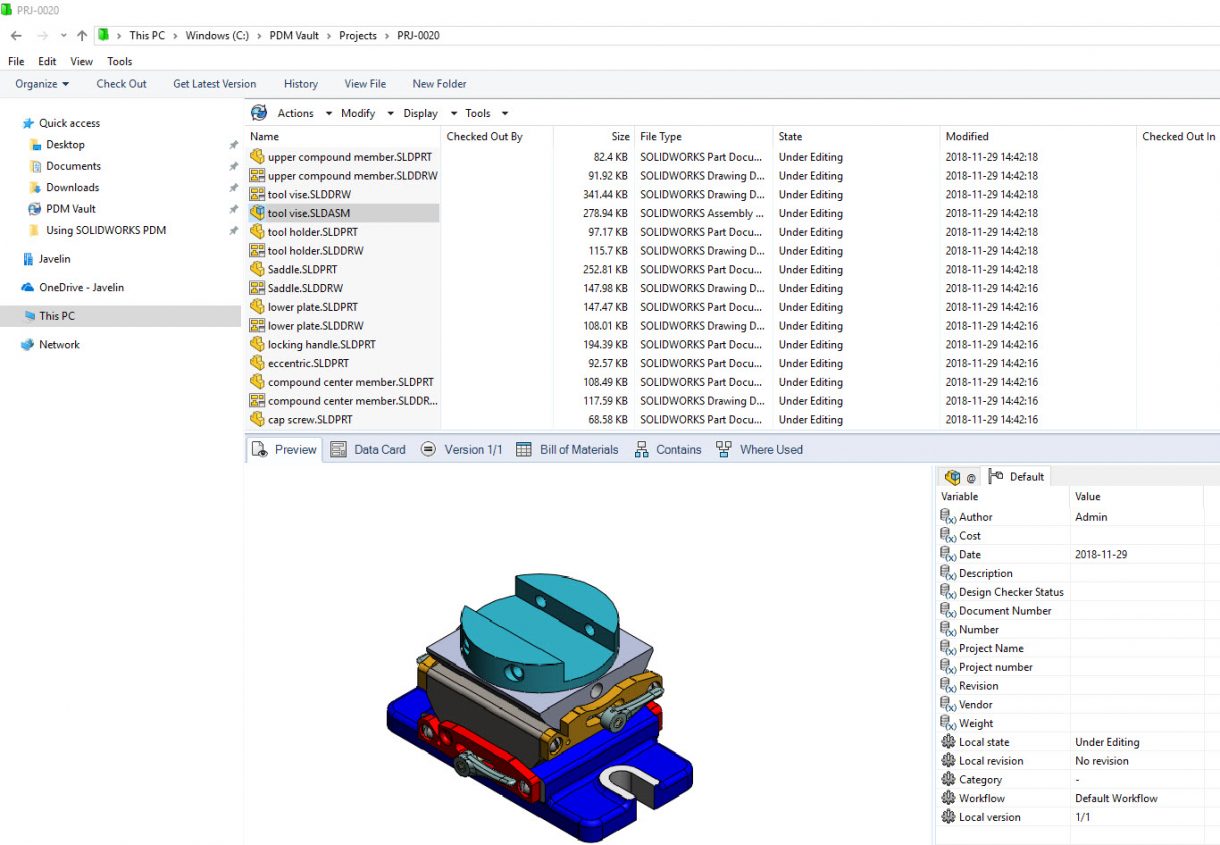 PRJ-0020
This PC > Windows (C:) > PDM Vault > Projects > PRJ-0020
File Edit View Tools
Organize Check Out Get Latest Version History View File New Folder
Quick access
Desktop
Documents
Downloads
PDM Vault
Using SOLIDWORKS PDM
Javelin
OneDrive - Javelin
This PC
Network
Actions Modify Display Tools
Name Checked Out By Size File Type State Modified Checked Out In
upper compound member.SLDPRT 82.4 KB SOLIDWORKS Part Docu... Under Editing 2018-11-29 14:42:18
upper compound member.SLDDRW 91.92 KB SOLIDWORKS Drawing D... Under Editing 2018-11-29 14:42:18
tool vise.SLDDRW 341.44 KB SOLIDWORKS Drawing D... Under Editing 2018-11-29 14:42:18
tool vise.SLDASM 278.94 KB SOLIDWORKS Assembly ... Under Editing 2018-11-29 14:42:18
tool holder.SLDPRT 97.17 KB SOLIDWORKS Part Docu... Under Editing 2018-11-29 14:42:18
tool holder.SLDDRW 115.7 KB SOLIDWORKS Drawing D... Under Editing 2018-11-29 14:42:18
Saddle.SLDPRT 252.81 KB SOLIDWORKS Part Docu... Under Editing 2018-11-29 14:42:18
Saddle.SLDDRW 147.98 KB SOLIDWORKS Drawing D... Under Editing 2018-11-29 14:42:16
lower plate.SLDPRT 147.47 KB SOLIDWORKS Part Docu... Under Editing 2018-11-29 14:42:16
lower plate.SLDDRW 108.01 KB SOLIDWORKS Drawing D... Under Editing 2018-11-29 14:42:16
locking handle.SLDPRT 194.39 KB SOLIDWORKS Part Docu... Under Editing 2018-11-29 14:42:16
eccentric.SLDPRT 92.57 KB SOLIDWORKS Part Docu... Under Editing 2018-11-29 14:42:16
compound center member.SLDPRT 108.49 KB SOLIDWORKS Part Docu... Under Editing 2018-11-29 14:42:16
compound center member.SLDDR... 117.59 KB SOLIDWORKS Drawing D... Under Editing 2018-11-29 14:42:16
cap screw.SLDPRT 68.58 KB SOLIDWORKS Part Docu... Under Editing 2018-11-29 14:42:16
Preview Data Card Version 1/1 Bill of Materials Contains Where Used
@ Default
Variable Value
Author Admin
Cost
Date 2018-11-29
Description
Design Checker Status
Document Number
Number
Project Name
Project number
Revision
Vendor
Weight
Local state Under Editing
Local revision No revision
Category -
Workflow Default Workflow
Local version 1/1